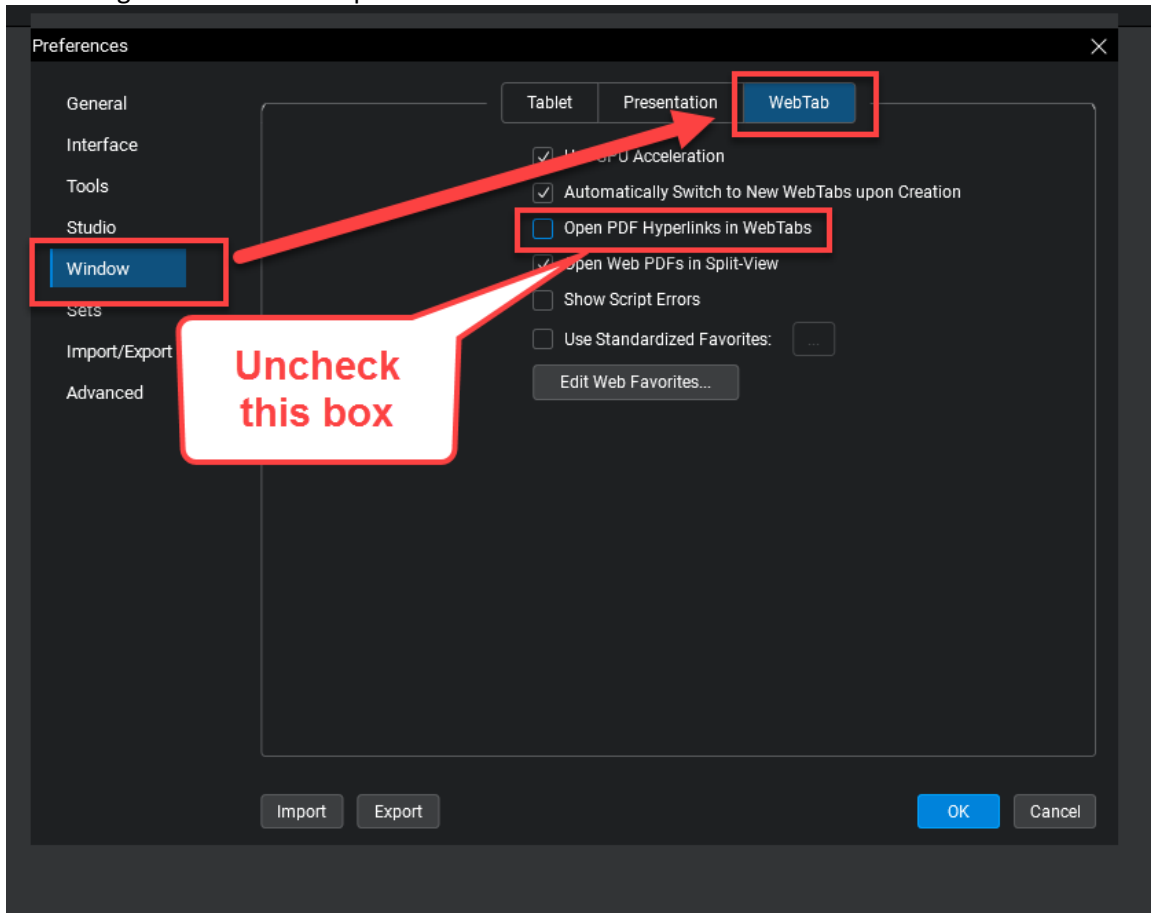 Preferences
General
Interface
Tools
Studio
Window
Sets
Import/Export
Advanced
Tablet
Presentation
WebTab
Acceleration
Automatically Switch to New WebTabs upon Creation
Open PDF Hyperlinks in WebTabs
Open Web PDFs in Split-View
Show Script Errors
Use Standardized Favorites:
...
Edit Web Favorites...
Uncheck
this box
Import
Export
OK
Cancel